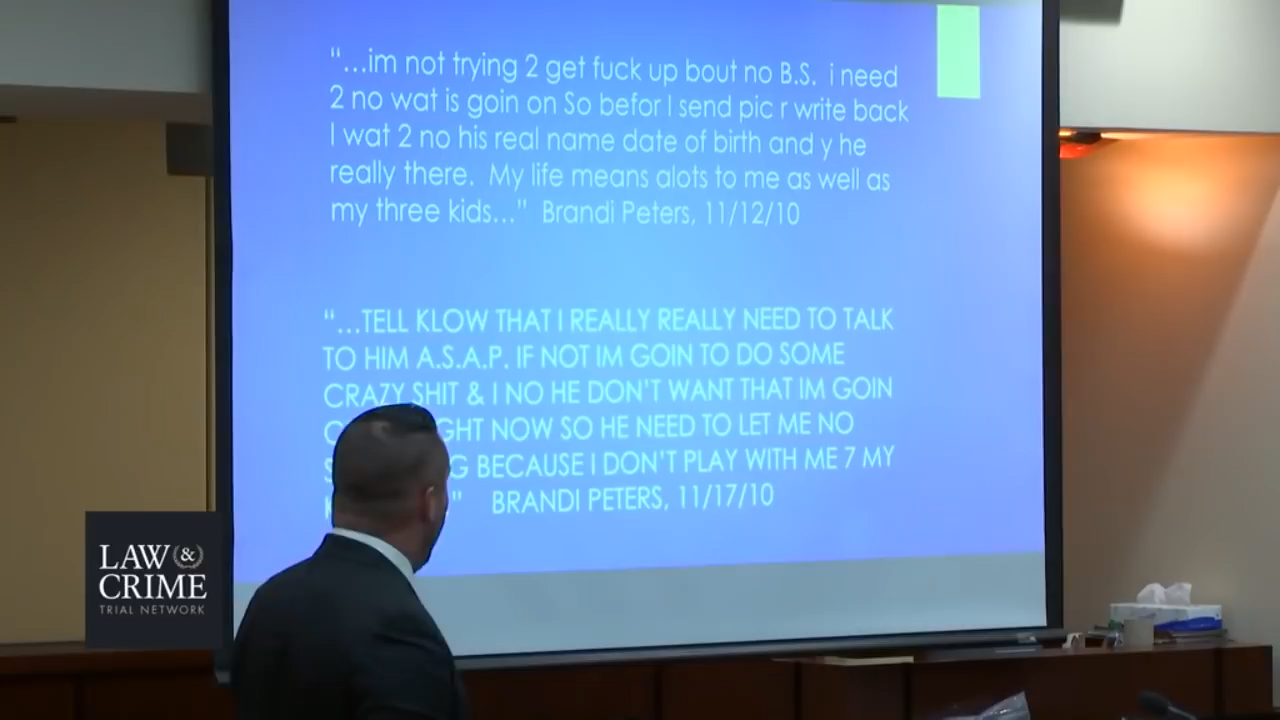 “...im not trying 2 get fuck up bout no B.S. i need
2 no wat is goin on So befor I send pic r write back
I wat 2 no his real name date of birth and y he
really there. My life means alots to me as well as
my three kids...” Brandi Peters, 11/12/10
“...TELL KLOW THAT I REALLY REALLY NEED TO TALK
TO HIM A.S.A.P. IF NOT IM GOIN TO DO SOME
CRAZY SHIT & I NO HE DON’T WANT THAT IM GOIN
NOW SO HE NEED TO LET ME NO
BECAUSE I DON’T PLAY WITH ME 7 MY
” BRANDI PETERS, 11/17/10
LAW &
CRIME
TRIAL NETWORK